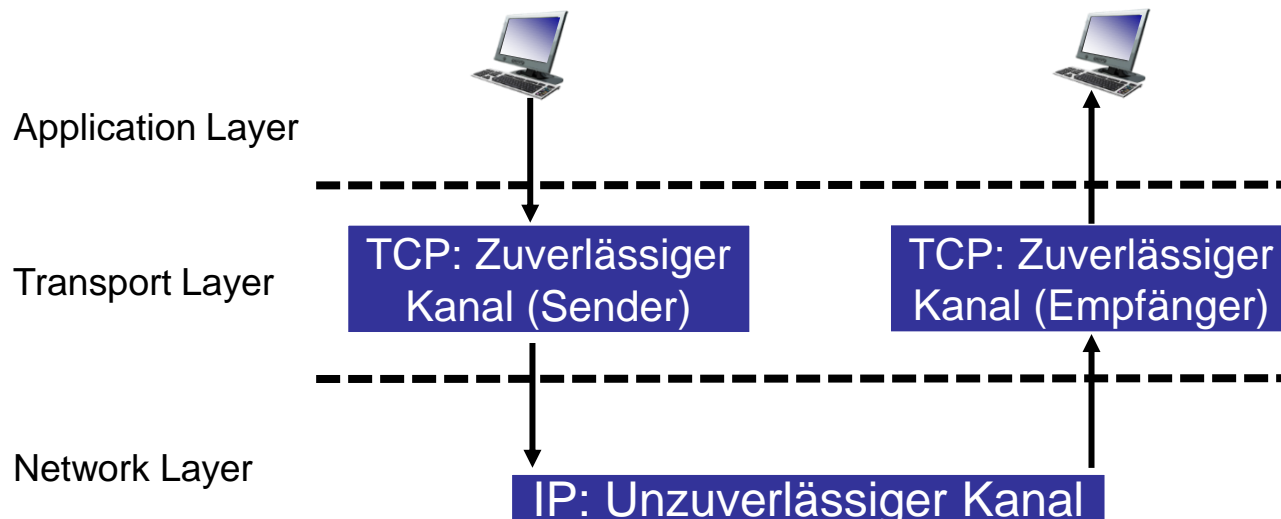 Application Layer
Transport Layer
TCP: Zuverlässiger
Kanal (Sender)
TCP: Zuverlässiger
Kanal (Empfänger)
Network Layer
IP: Unzuverlässiger Kanal